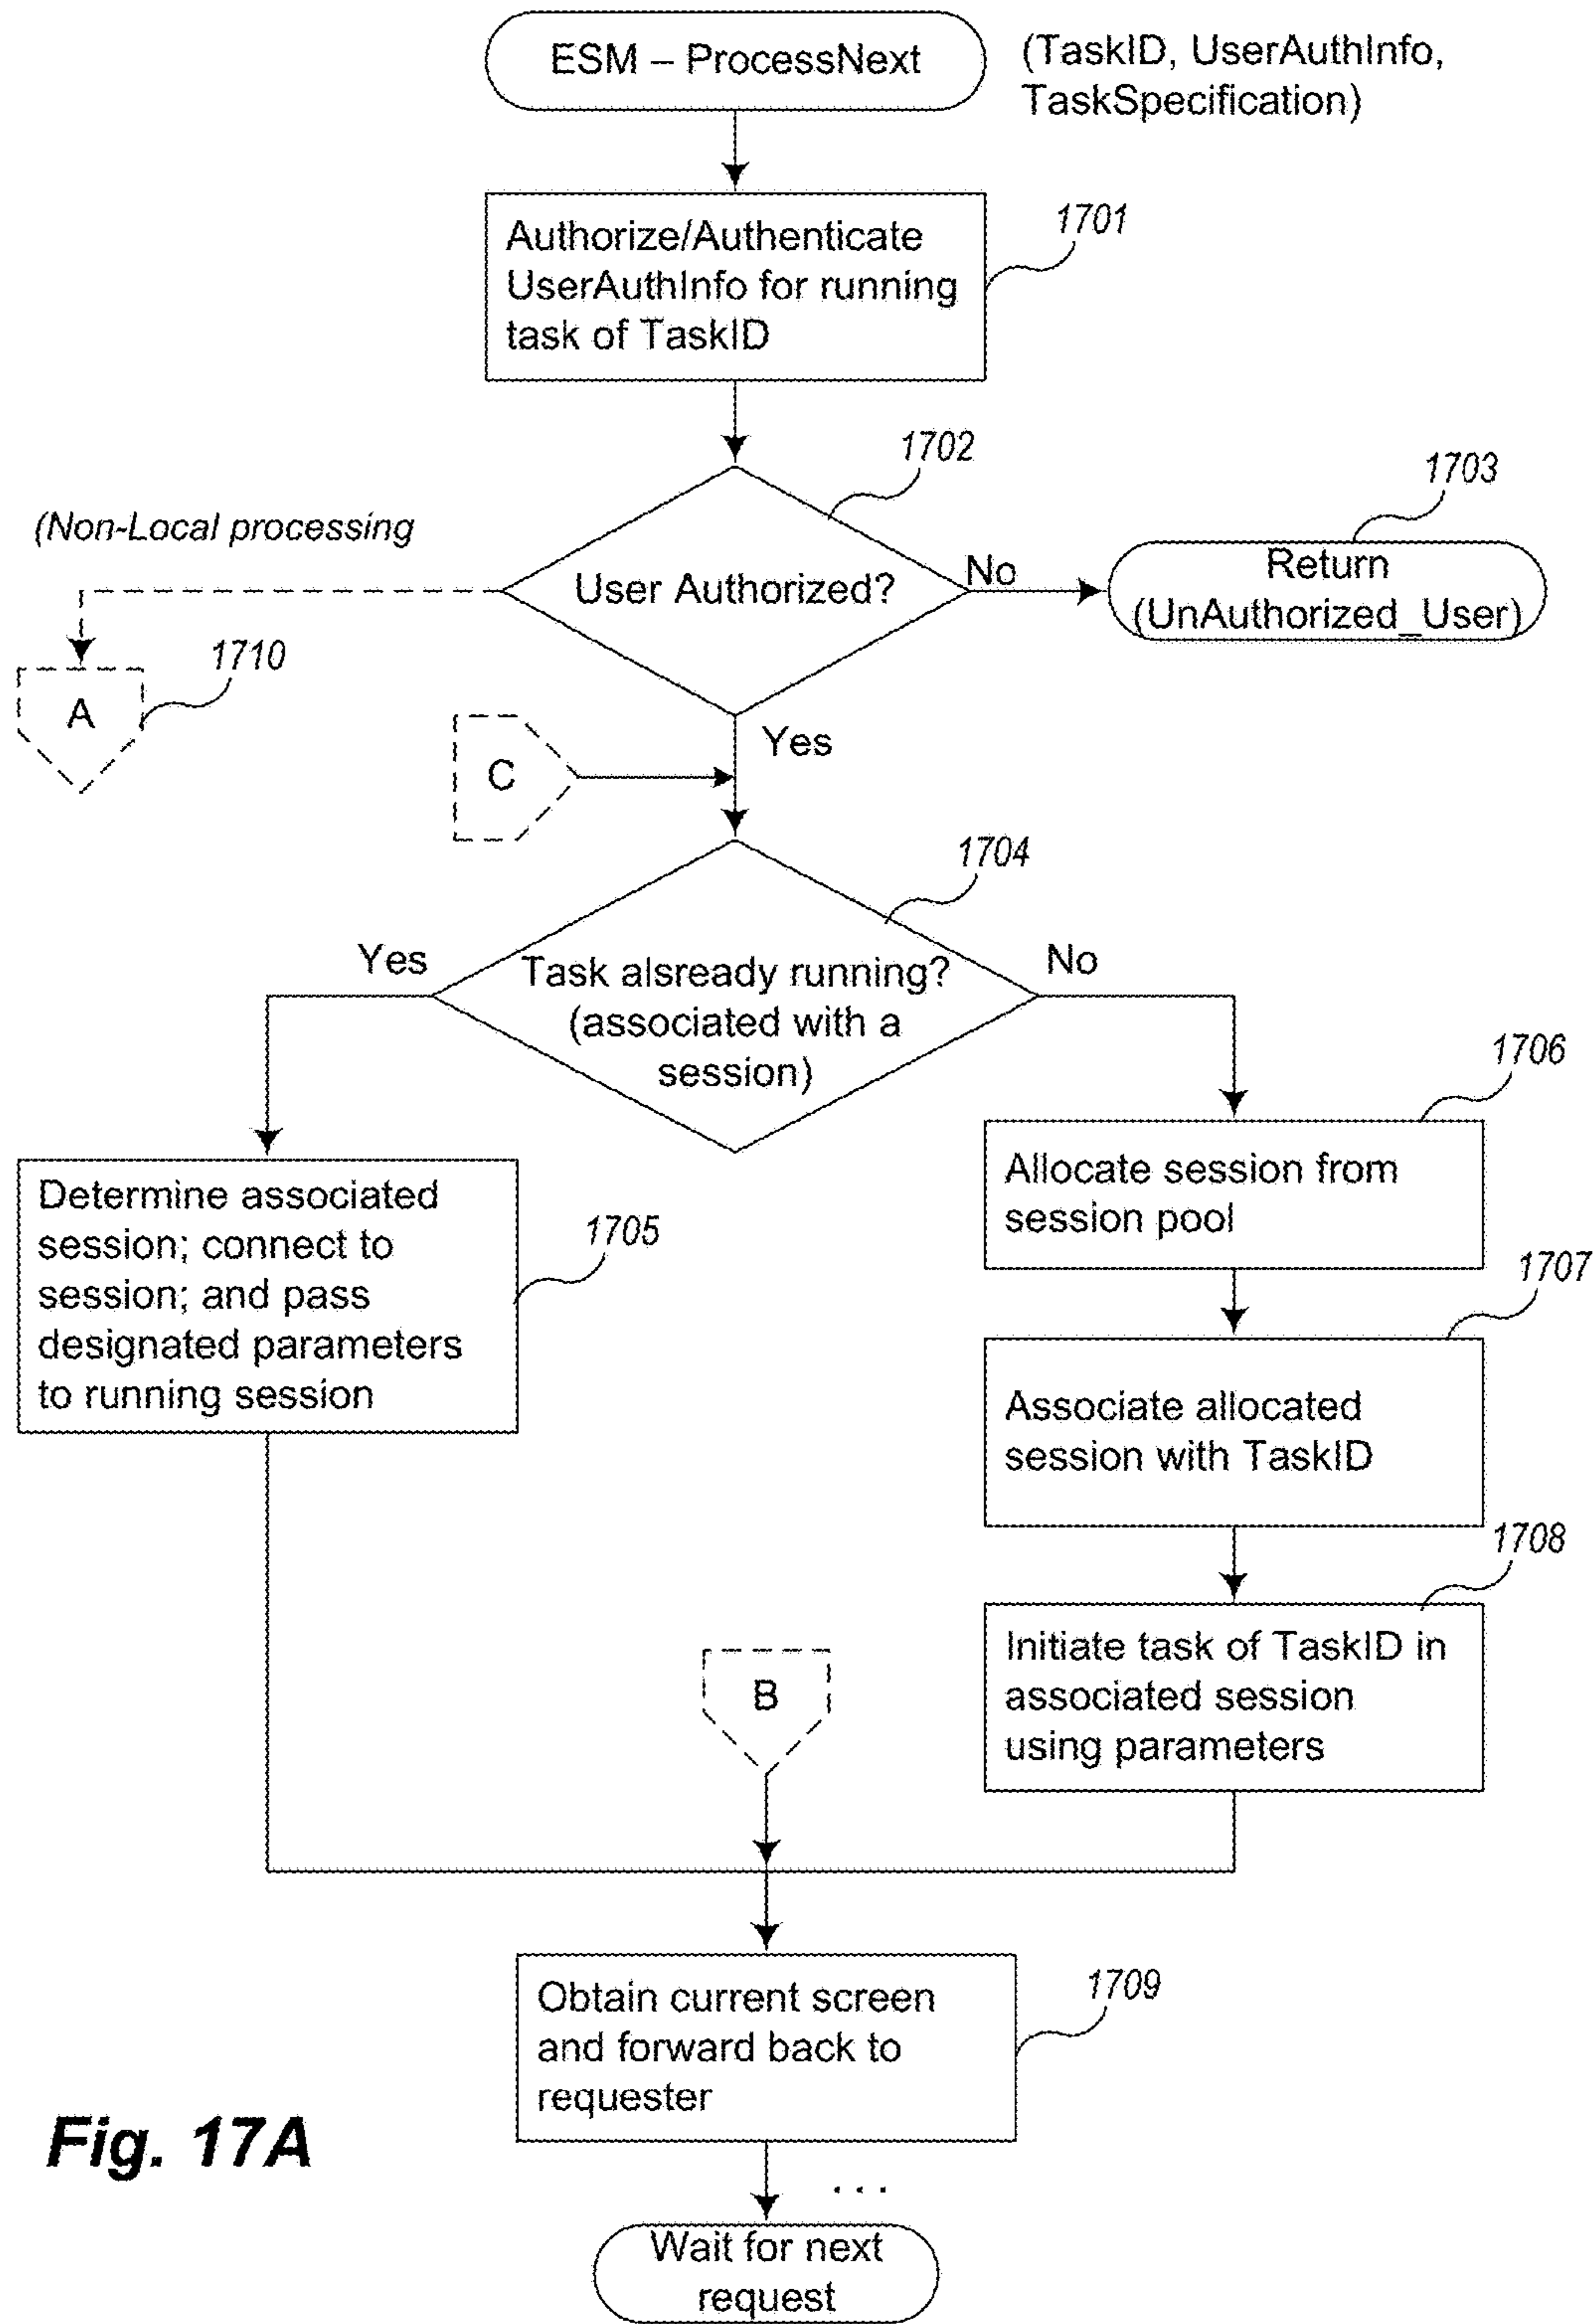 ESM – ProcessNext
(TaskID, UserAuthInfo,
TaskSpecification)
1701
Authorize/Authenticate
UserAuthInfo for running
task of TaskID
1702
1703
(Non-Local processing
User Authorized?
No
Return
(UnAuthorized_User)
1710
A
Yes
C
1704
Yes
No
Task alsready running?
(associated with a
session)
1706
Allocate session from
session pool
Determine associated
session; connect to
session; and pass
designated parameters
to running session
1705
1707
Associate allocated
session with TaskID
1708
Initiate task of TaskID in
associated session
using parameters
B
1709
Obtain current screen
and forward back to
requester
Fig. 17A
. . .
Wait for next
request